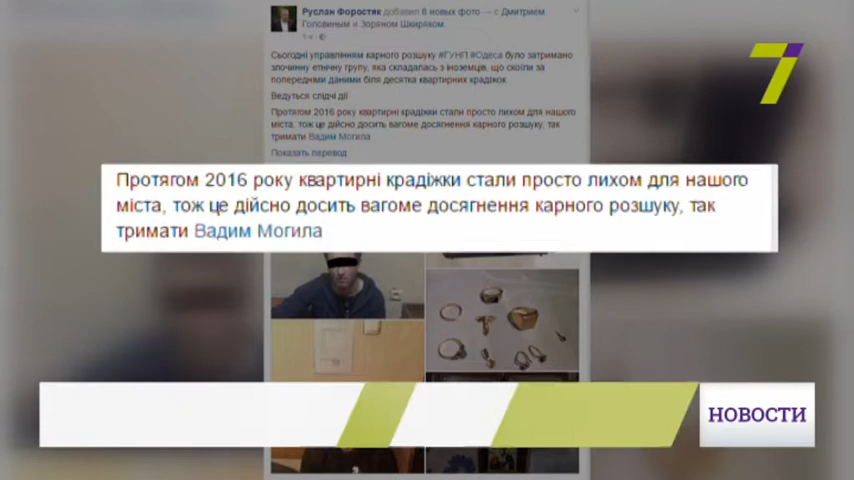 Руслан Форостяк добавил 6 новых фото — с Дмитрием
Головиным и Зоряном Шкиряком.
1 ч ·
Сьогодні управлінням карного розшуку #ГУНП #Одеса було затримано
злочинну етнічну групу, яка складалась з іноземців, що скоїли за
попередніми даними біля десятка квартирних крадіжок
Ведуться слідчі дії
Протягом 2016 року квартирні крадіжки стали просто лихом для нашого
міста, тож це дійсно досить вагоме досягнення карного розшуку, так
тримати Вадим Могила
Показать перевод
Протягом 2016 року квартирні крадіжки стали просто лихом для нашого
міста, тож це дійсно досить вагоме досягнення карного розшуку, так
тримати Вадим Могила
7
НОВОСТИ